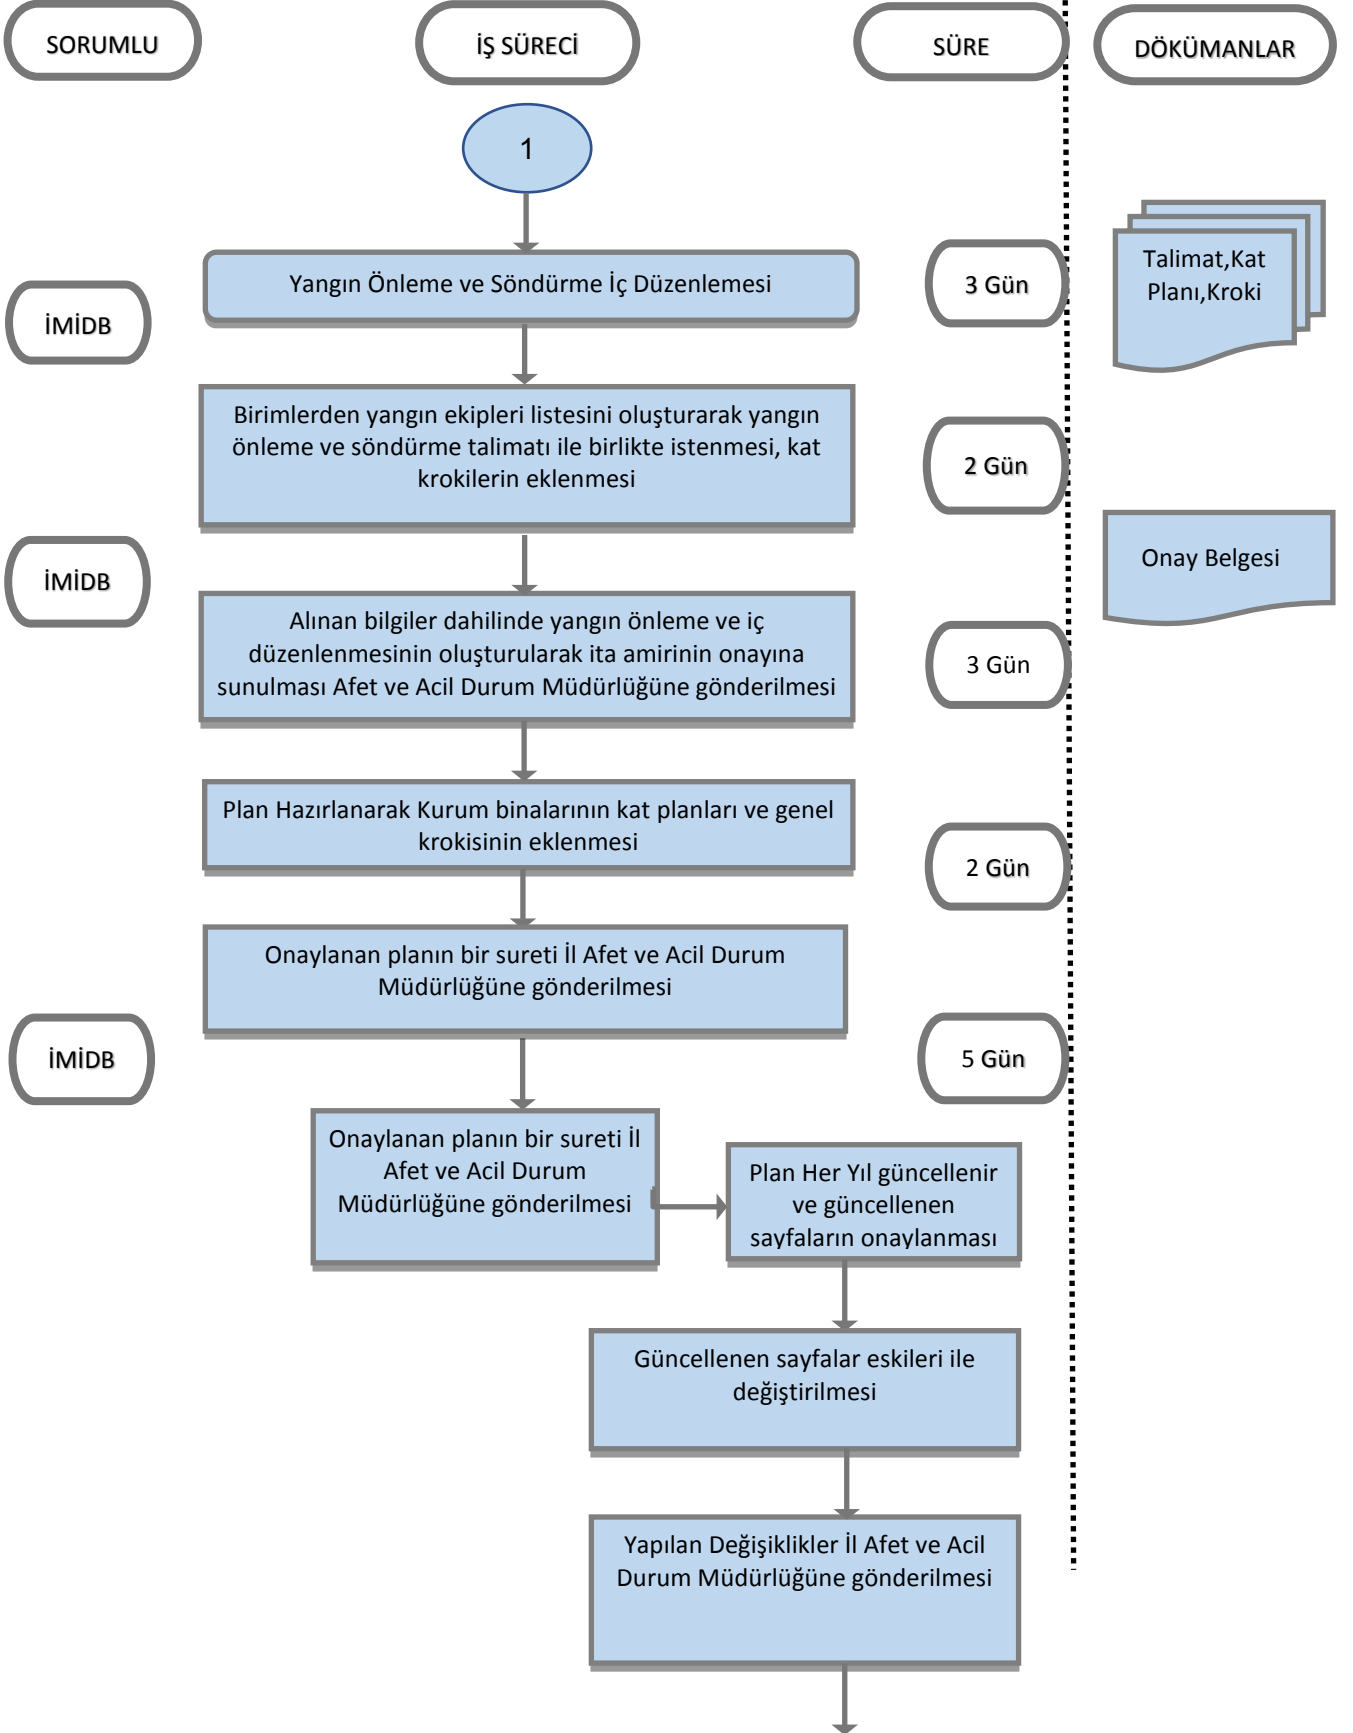 SORUMLU
İŞ SÜRECİ
SÜRE
DÖKÜMANLAR
1
Yangın Önleme ve Söndürme İç Düzenlemesi
3 Gün
Talimat,Kat
Planı,Kroki
İMİDB
Birimlerden yangın ekipleri listesini oluşturarak yangın
önleme ve söndürme talimatı ile birlikte istenmesi, kat
krokilerin eklenmesi
2 Gün
Onay Belgesi
İMİDB
Alınan bilgiler dahilinde yangın önleme ve iç
düzenlenmesinin oluşturularak ita amirinin onayına
sunulması Afet ve Acil Durum Müdürlüğüne gönderilmesi
3 Gün
Plan Hazırlanarak Kurum binalarının kat planları ve genel
krokisinin eklenmesi
2 Gün
Onaylanan planın bir sureti İl Afet ve Acil Durum
Müdürlüğüne gönderilmesi
İMİDB
5 Gün
Onaylanan planın bir sureti İl
Afet ve Acil Durum
Müdürlüğüne gönderilmesi
Plan Her Yıl güncellenir
ve güncellenen
sayfaların onaylanması
Güncellenen sayfalar eskileri ile
değiştirilmesi
Yapılan Değişiklikler İl Afet ve Acil
Durum Müdürlüğüne gönderilmesi